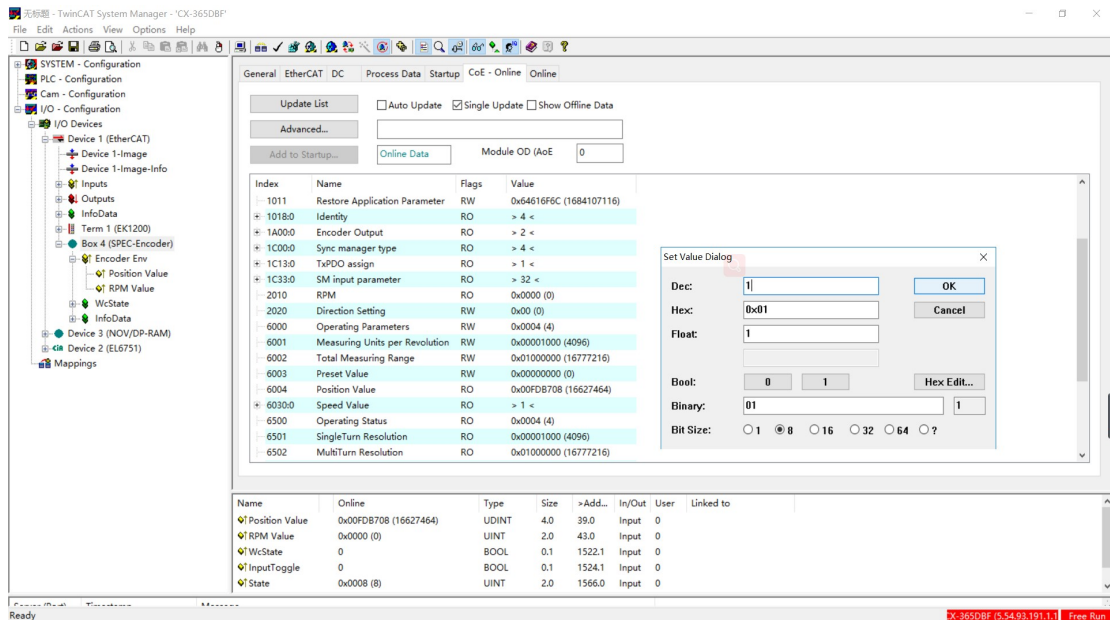 无标题 - TwinCAT System Manager - 'CX-365DBF'
File Edit Actions View Options Help
SYSTEM - Configuration
PLC - Configuration
Cam - Configuration
I/O - Configuration
I/O Devices
Device 1 (EtherCAT)
Device 1-Image
Device 1-Image-Info
Inputs
Outputs
InfoData
Term 1 (EK1200)
Box 4 (SPEC-Encoder)
Encoder Env
Position Value
RPM Value
WcState
InfoData
Device 3 (NOV/DP-RAM)
Device 2 (EL6751)
Mappings
General EtherCAT DC Process Data Startup CoE - Online Online
Update List Auto Update Single Update Show Offline Data
Advanced...
Add to Startup... Online Data Module OD (AoE 0
Index Name Flags Value
1011 Restore Application Parameter RW 0x64616F6C (1684107116)
1018:0 Identity RO > 4 <
1A00:0 Encoder Output RO > 2 <
1C00:0 Sync manager type RO > 4 <
1C13:0 TxPDO assign RO > 1 <
1C33:0 SM input parameter RO > 32 <
2010 RPM RO 0x0000 (0)
2020 Direction Setting RW 0x00 (0)
6000 Operating Parameters RW 0x0004 (4)
6001 Measuring Units per Revolution RW 0x00001000 (4096)
6002 Total Measuring Range RW 0x01000000 (16777216)
6003 Preset Value RW 0x00000000 (0)
6004 Position Value RO 0x00FDB708 (16627464)
6030:0 Speed Value RO > 1 <
6500 Operating Status RO 0x0004 (4)
6501 SingleTurn Resolution RO 0x00001000 (4096)
6502 MultiTurn Resolution RO 0x01000000 (16777216)
Set Value Dialog
Dec: 1 OK
Hex: 0x01 Cancel
Float: 1
Bool: 0 1 Hex Edit...
Binary: 01 1
Bit Size: 1 8 16 32 64 ?
Name Online Type Size >Add... In/Out User Linked to
Position Value 0x00FDB708 (16627464) UDINT 4.0 39.0 Input 0
RPM Value 0x0000 (0) UINT 2.0 43.0 Input 0
WcState 0 BOOL 0.1 1522.1 Input 0
InputToggle 0 BOOL 0.1 1524.1 Input 0
State 0x0008 (8) UINT 2.0 1566.0 Input 0
Server (Port) Timestamp Message
Ready CX-365DBF (5.54.93.191.1.1 Free Run